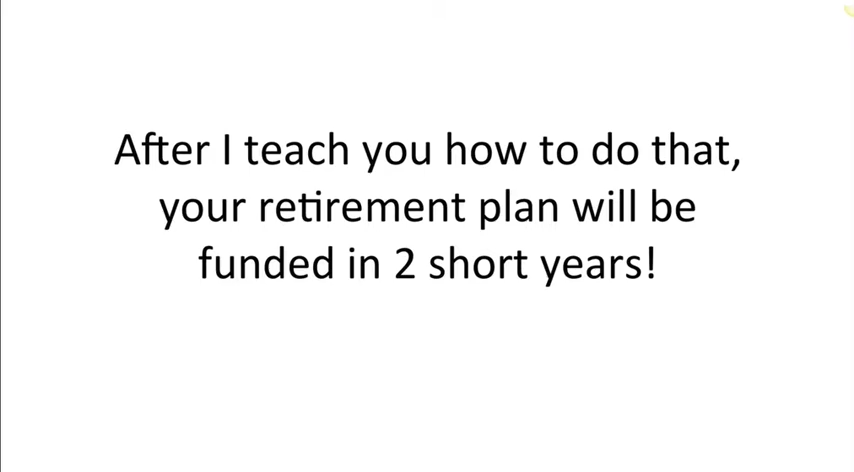 After I teach you how to do that,
your retirement plan will be
funded in 2 short years!